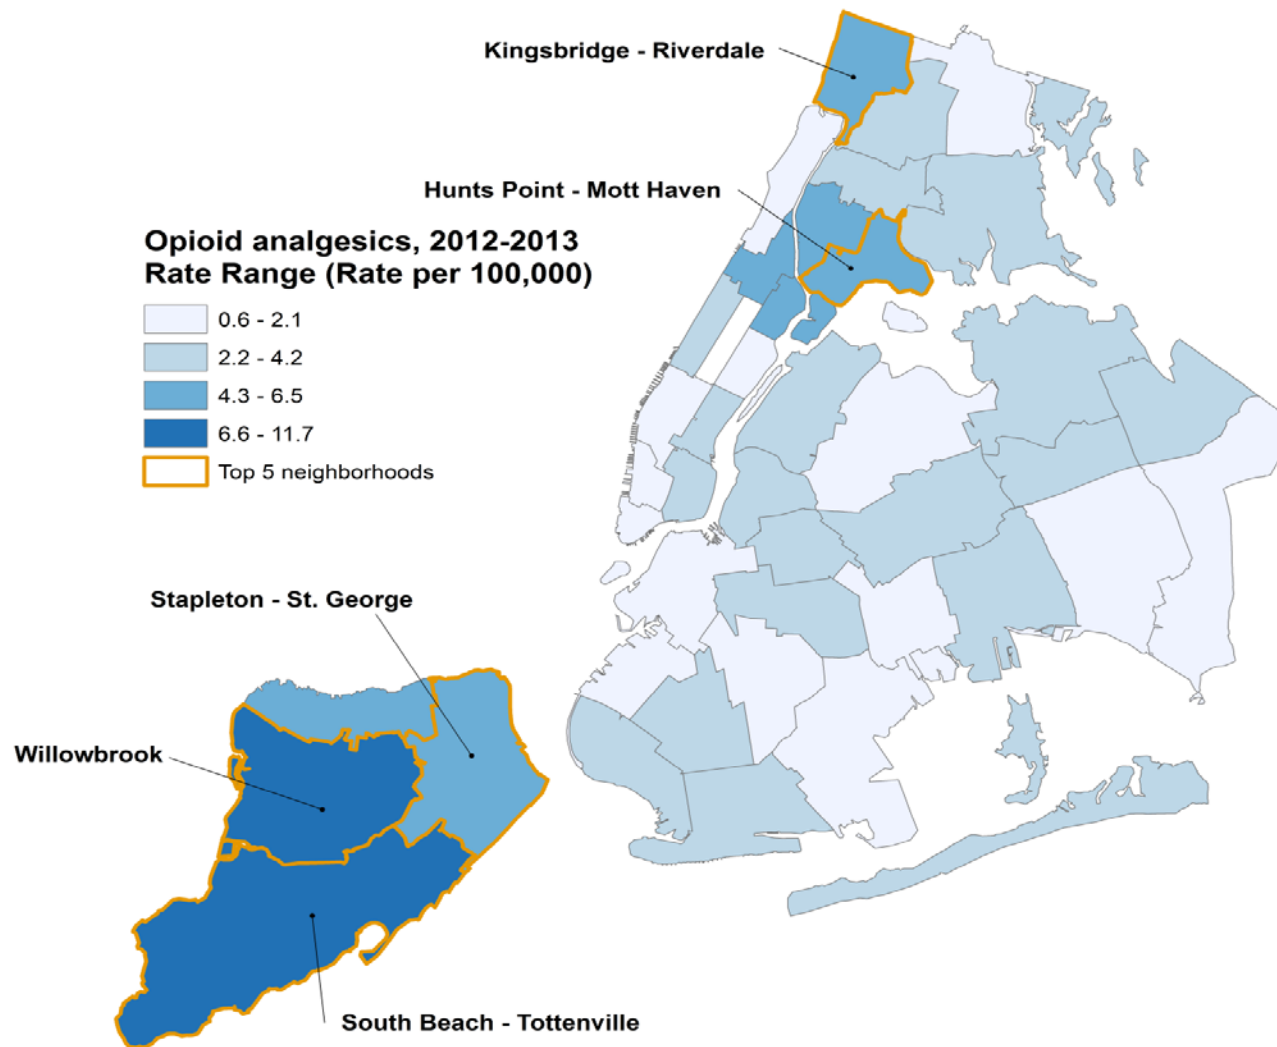 Kingsbridge - Riverdale
Hunts Point - Mott Haven
Opioid analgesics, 2012-2013
Rate Range (Rate per 100,000)
0.6 - 2.1
2.2 - 4.2
4.3 - 6.5
6.6 - 11.7
Top 5 neighborhoods
Stapleton - St. George
Willowbrook
South Beach - Tottenville